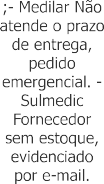 ;- Medilar Não
atende o prazo
de entrega,
pedido
emergencial. -
Sulmedic
Fornecedor
sem estoque,
evidenciado
por e-mail.